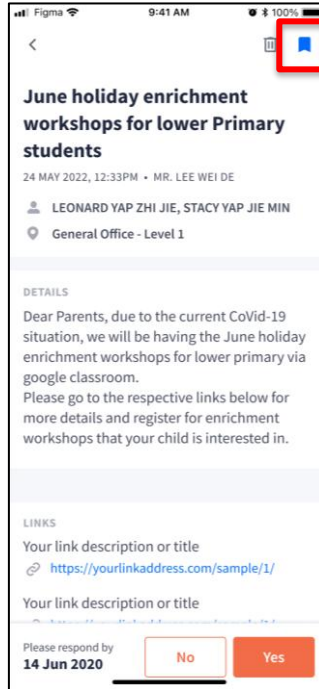 Figma 9:41 AM 100%
June holiday enrichment
workshops for lower Primary
students
24 MAY 2022, 12:33PM • MR. LEE WEI DE
LEONARD YAP ZHI JIE, STACY YAP JIE MIN
General Office - Level 1
DETAILS
Dear Parents, due to the current CoVid-19
situation, we will be having the June holiday
enrichment workshops for lower primary via
google classroom.
Please go to the respective links below for
more details and register for enrichment
workshops that your child is interested in.
LINKS
Your link description or title
https://yourlinkaddress.com/sample/1/
Your link description or title
Please respond by
14 Jun 2020
No
Yes